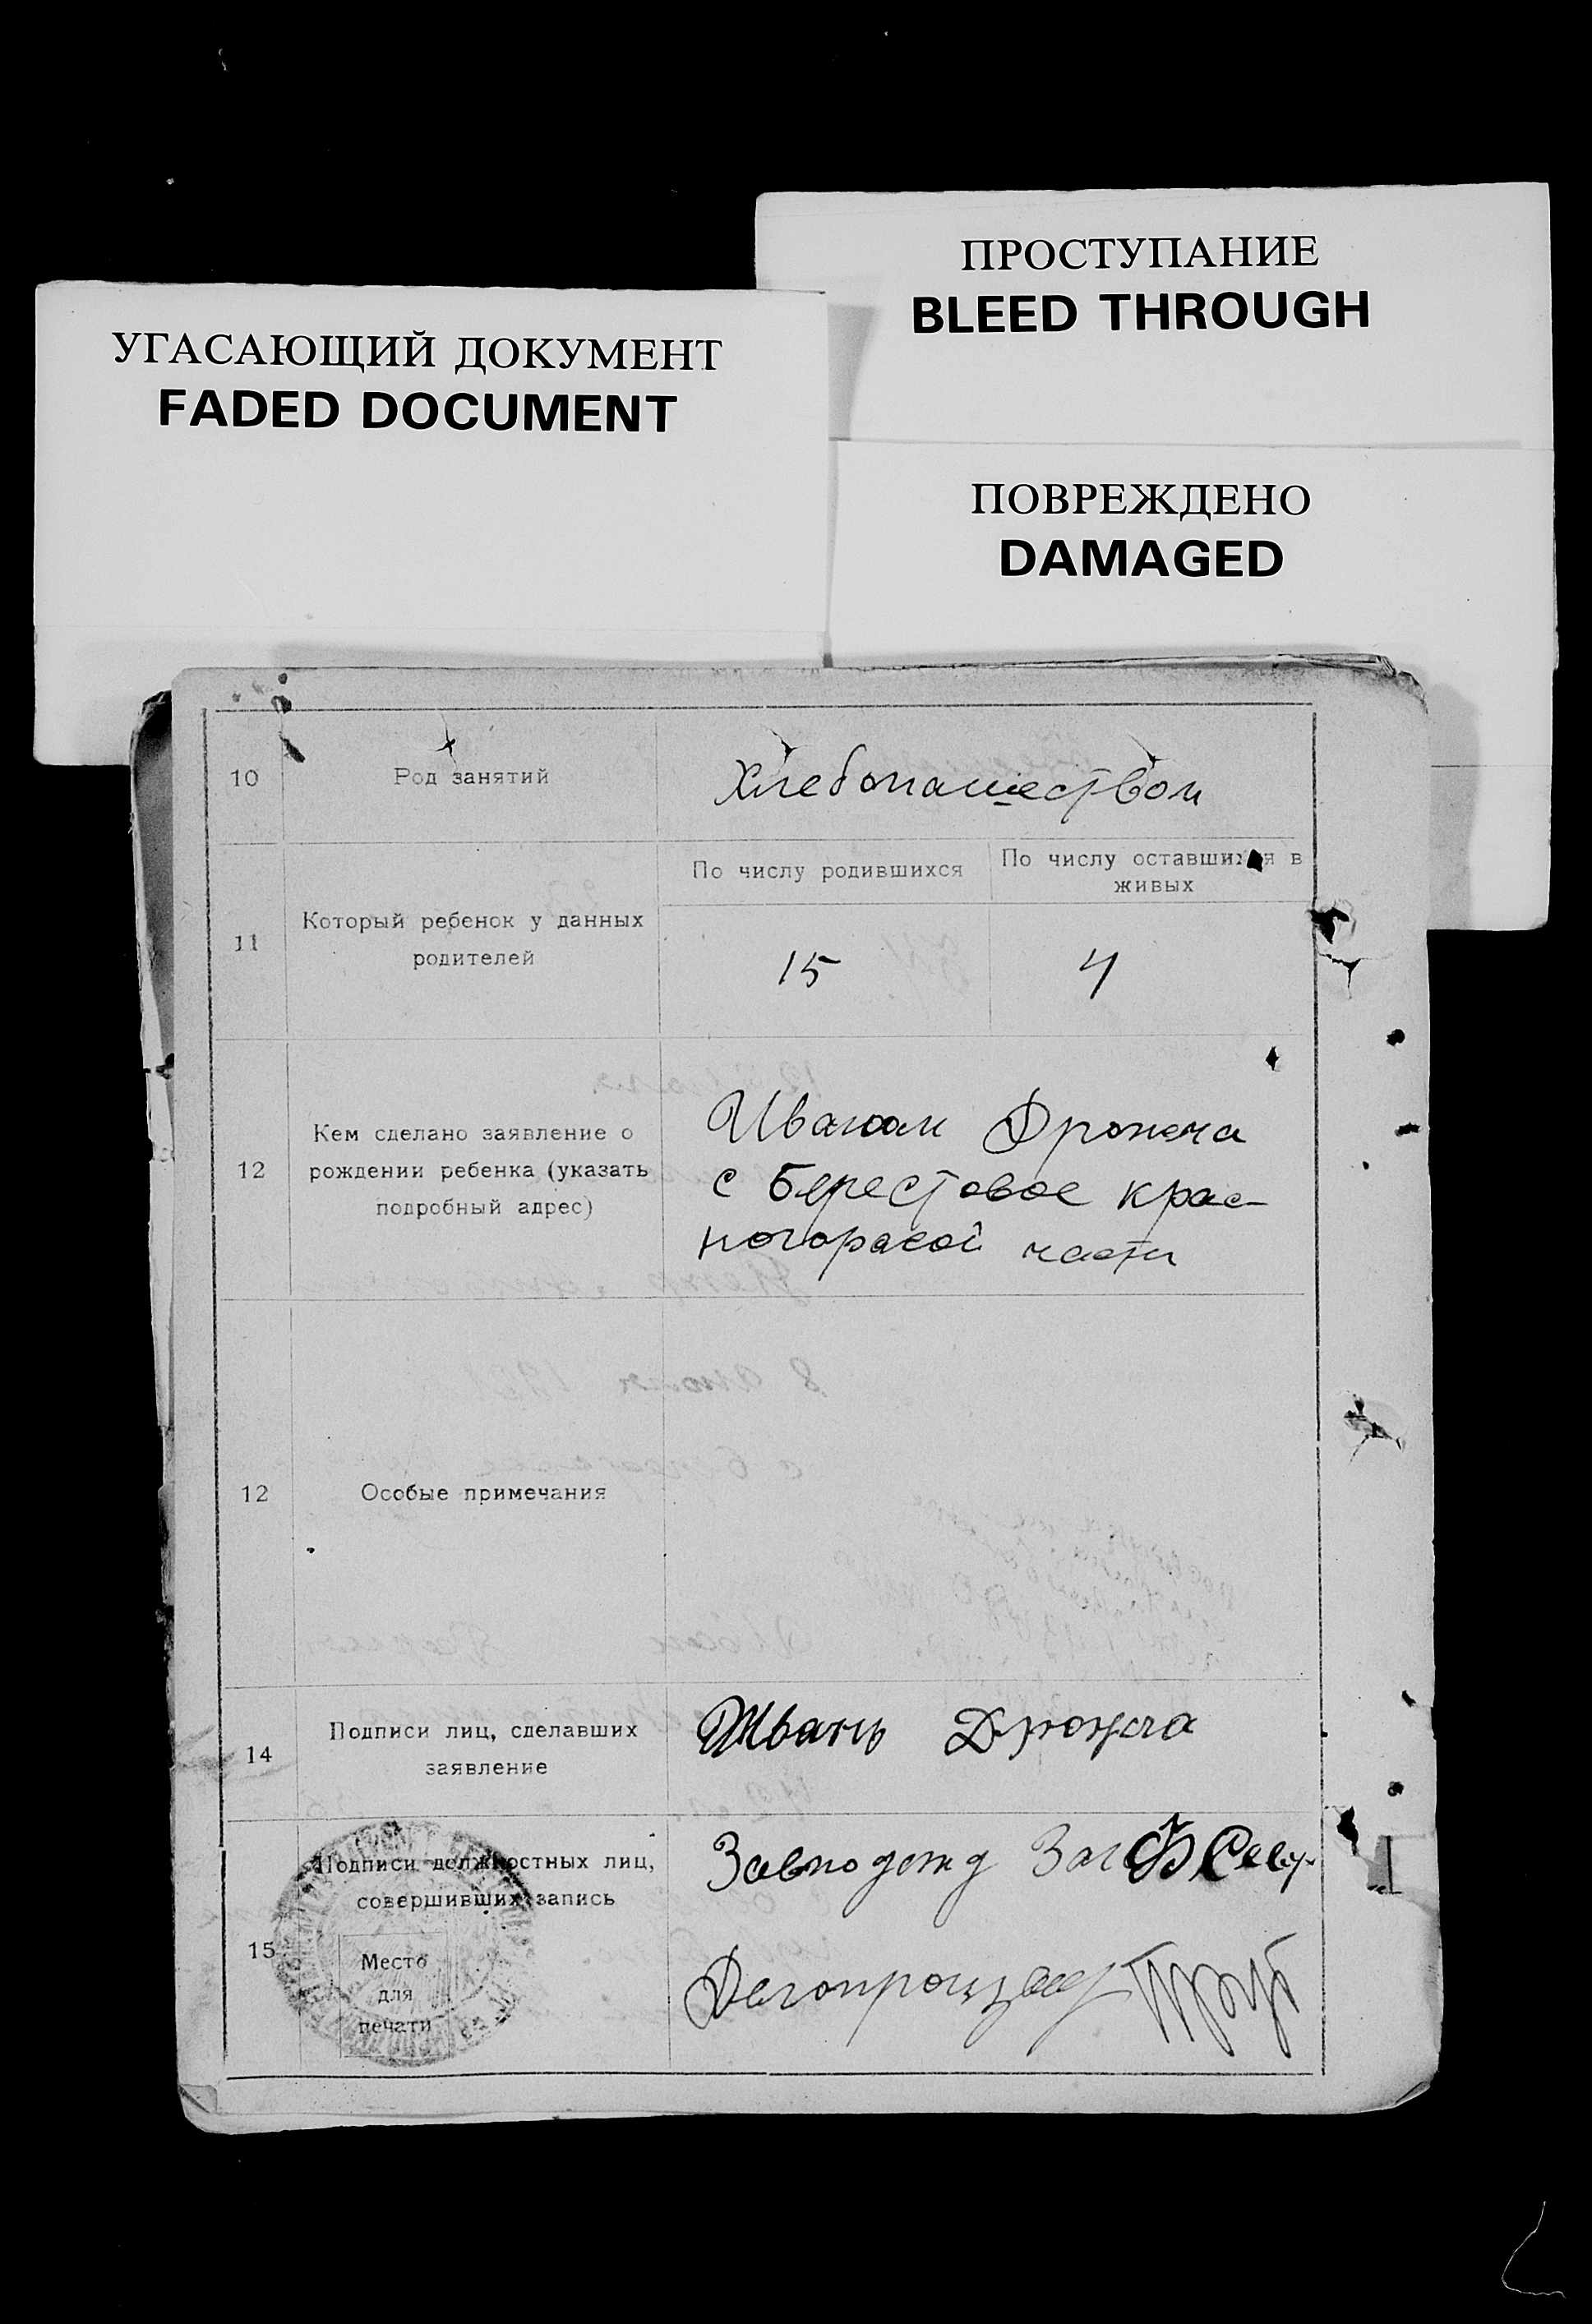 ПРОСТУПАНИЕ
BLEED THROUGH
УГАСАЮЩИЙ ДОКУМЕНТ
FADED DOCUMENT
ПОВРЕЖДЕНО
DAMAGED
10
Род занятий
Хлебопашеством
11
Который ребенок у данных
родителей
По числу родившихся
По числу оставшихся в
живых
15
4
12
Кем сделано заявление о
рождении ребенка (указать
подробный адрес)
Иваном
с Берестовое крас-
ногорской части
12
Особые примечания
14
Подписи лиц, сделавших
заявление
Иван
15
Подписи должностных лиц,
совершивших запись
Место
для
печати
Завподотд Заг
Делопроизвод